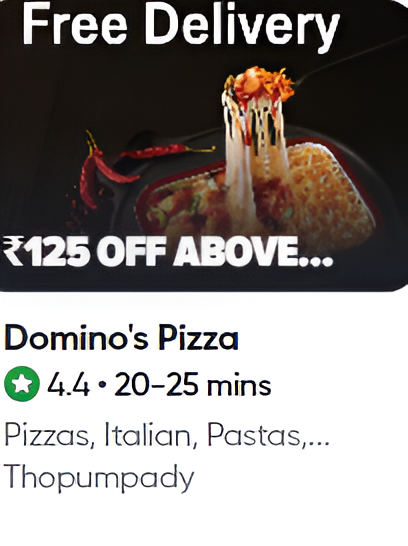 Free Delivery
₹125 OFF ABOVE...
Domino's Pizza
4.4 • 20-25 mins
Pizzas, Italian, Pastas,...
Thopumpady